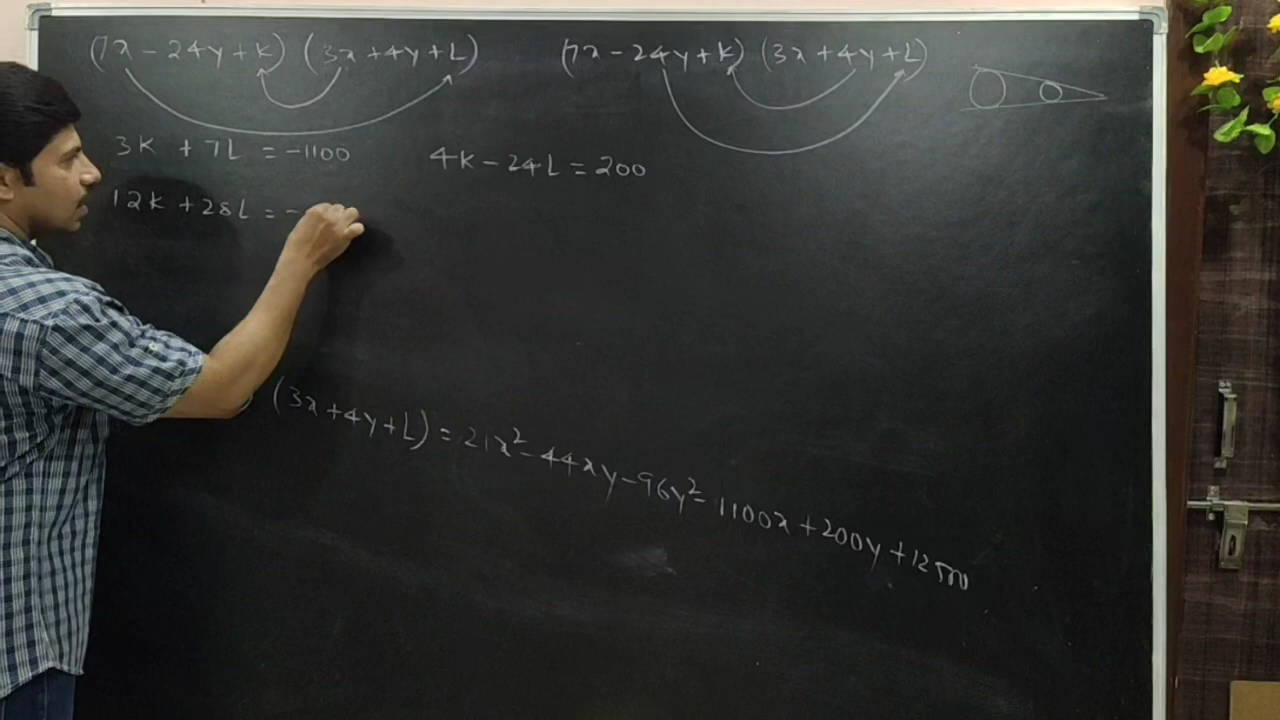 (7x - 24y + K) (3x + 4y + L)
(7x - 24y + K) (3x + 4y + L)
3K + 7L = -1100
4K - 24L = 200
12K + 28L = -
(3x + 4y + L) = 21x² - 44xy - 96y² - 1100x + 200y + 12500